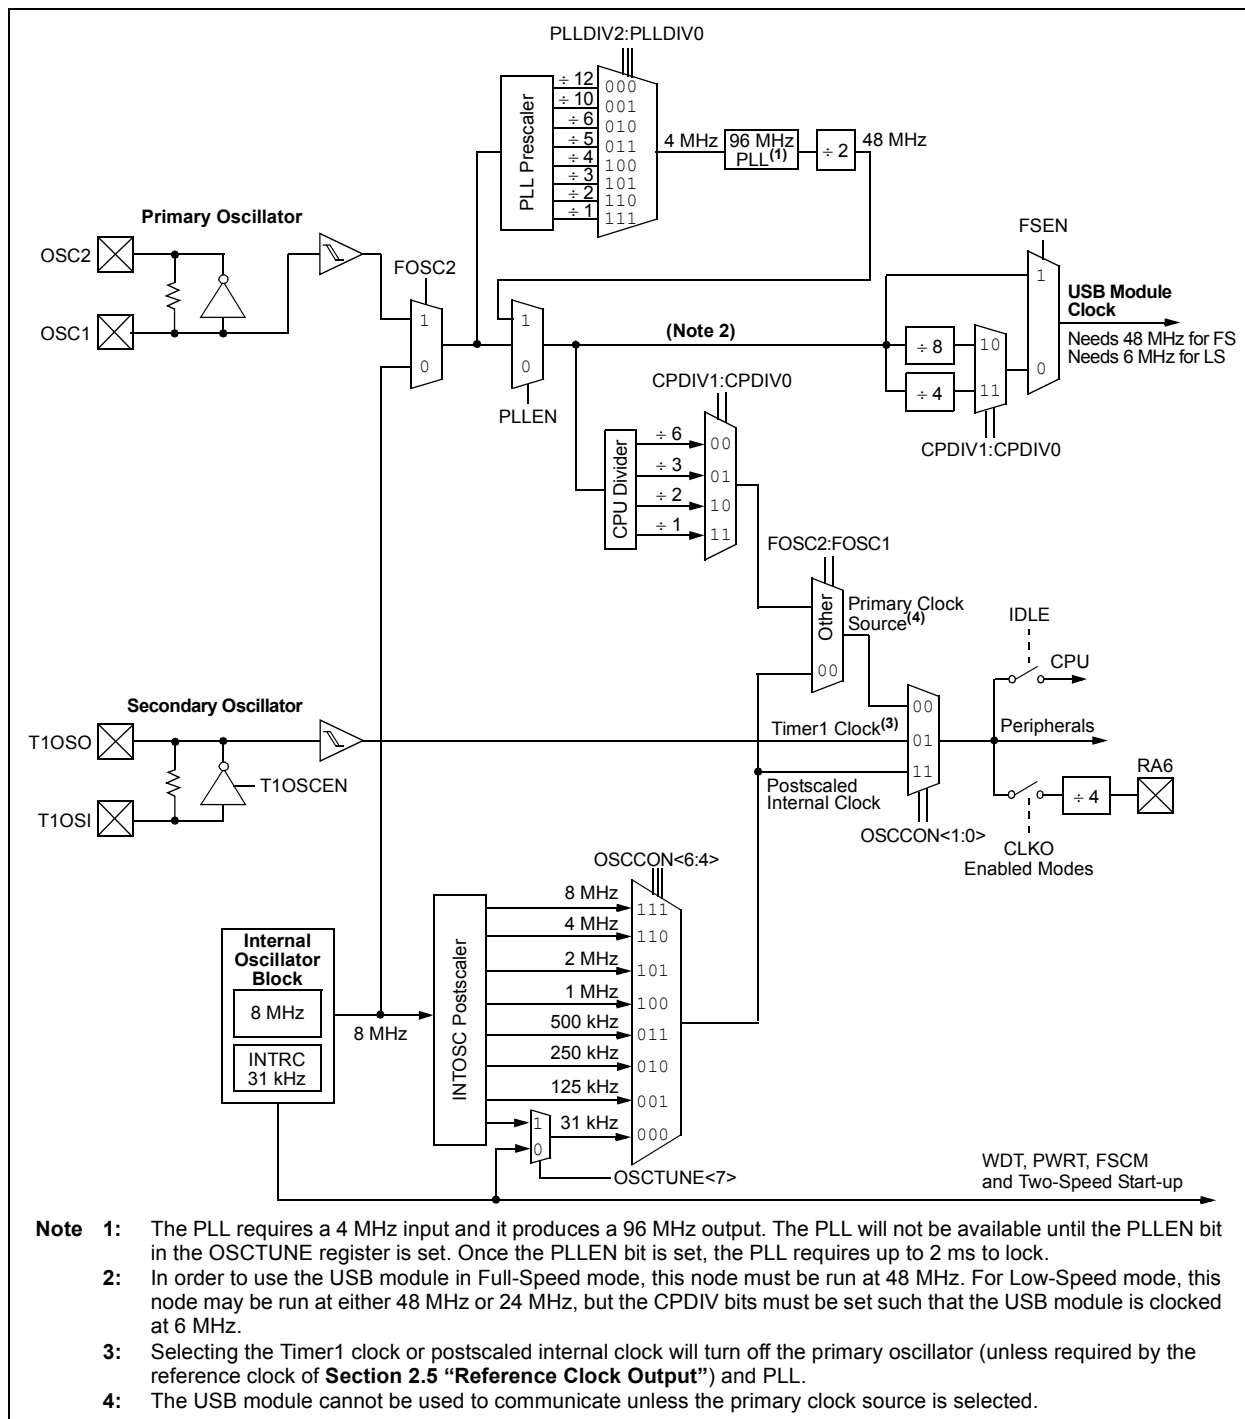 PLLDIV2:PLLDIV0
PLL Prescaler
÷ 12
÷ 10
÷ 6
÷ 5
÷ 4
÷ 3
÷ 2
÷ 1
000
001
010
011
100
101
110
111
4 MHz
96 MHz
PLL(1)
÷ 2
48 MHz
Primary Oscillator
OSC2
OSC1
FOSC2
1
0
1
0
PLLEN
(Note 2)
FSEN
1
0
÷ 8
÷ 4
10
11
CPDIV1:CPDIV0
USB Module
Clock
Needs 48 MHz for FS
Needs 6 MHz for LS
CPDIV1:CPDIV0
CPU Divider
÷ 6
÷ 3
÷ 2
÷ 1
00
01
10
11
FOSC2:FOSC1
Other
00
Primary Clock
Source(4)
IDLE
CPU
Secondary Oscillator
T1OSO
T1OSI
T1OSCEN
Timer1 Clock(3)
Postscaled
Internal Clock
00
01
11
OSCCON<1:0>
Peripherals
RA6
÷ 4
CLKO
Enabled Modes
OSCCON<6:4>
Internal
Oscillator
Block
8 MHz
INTRC
31 kHz
8 MHz
INTOSC Postscaler
8 MHz
4 MHz
2 MHz
1 MHz
500 kHz
250 kHz
125 kHz
31 kHz
111
110
101
100
011
010
001
000
1
0
OSCTUNE<7>
WDT, PWRT, FSCM
and Two-Speed Start-up
Note 1: The PLL requires a 4 MHz input and it produces a 96 MHz output. The PLL will not be available until the PLLEN bit
in the OSCTUNE register is set. Once the PLLEN bit is set, the PLL requires up to 2 ms to lock.
2: In order to use the USB module in Full-Speed mode, this node must be run at 48 MHz. For Low-Speed mode, this
node may be run at either 48 MHz or 24 MHz, but the CPDIV bits must be set such that the USB module is clocked
at 6 MHz.
3: Selecting the Timer1 clock or postscaled internal clock will turn off the primary oscillator (unless required by the
reference clock of Section 2.5 “Reference Clock Output”) and PLL.
4: The USB module cannot be used to communicate unless the primary clock source is selected.